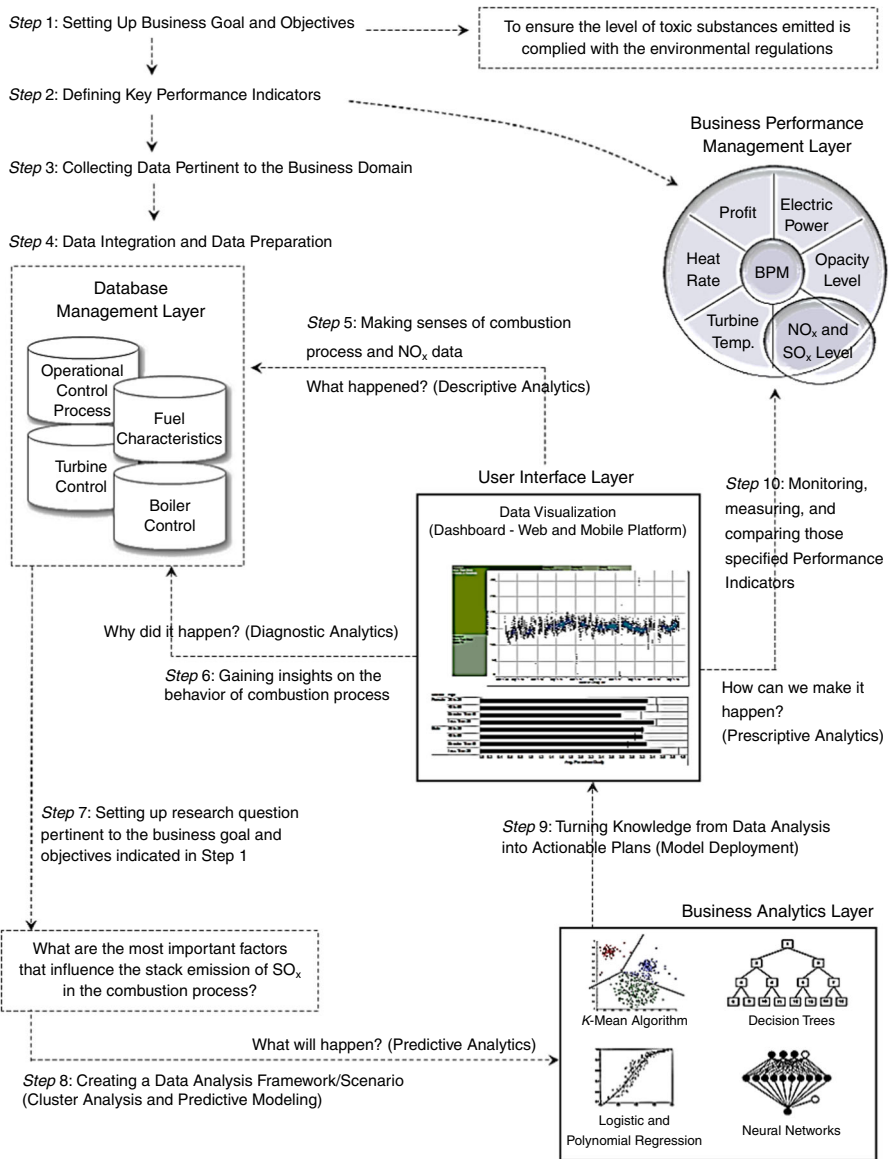 Step 1: Setting Up Business Goal and Objectives
To ensure the level of toxic substances emitted is
complied with the environmental regulations
Step 2: Defining Key Performance Indicators
Business Performance
Management Layer
Step 3: Collecting Data Pertinent to the Business Domain
Profit
Electric
Power
Heat
Rate
BPM
Opacity
Level
Turbine
Temp.
NOx and
SOx Level
Step 4: Data Integration and Data Preparation
Database
Management Layer
Operational
Control
Process
Fuel
Characteristics
Turbine
Control
Boiler
Control
Step 5: Making senses of combustion
process and NOx data
What happened? (Descriptive Analytics)
User Interface Layer
Data Visualization
(Dashboard - Web and Mobile Platform)
Step 10: Monitoring,
measuring, and
comparing those
specified Performance
Indicators
Why did it happen? (Diagnostic Analytics)
Step 6: Gaining insights on the
behavior of combustion process
How can we make it
happen?
(Prescriptive Analytics)
Step 7: Setting up research question
pertinent to the business goal and
objectives indicated in Step 1
Step 9: Turning Knowledge from Data Analysis
into Actionable Plans (Model Deployment)
Business Analytics Layer
What are the most important factors
that influence the stack emission of SOx
in the combustion process?
K-Mean Algorithm
Decision Trees
What will happen? (Predictive Analytics)
Step 8: Creating a Data Analysis Framework/Scenario
(Cluster Analysis and Predictive Modeling)
Logistic and
Polynomial Regression
Neural Networks